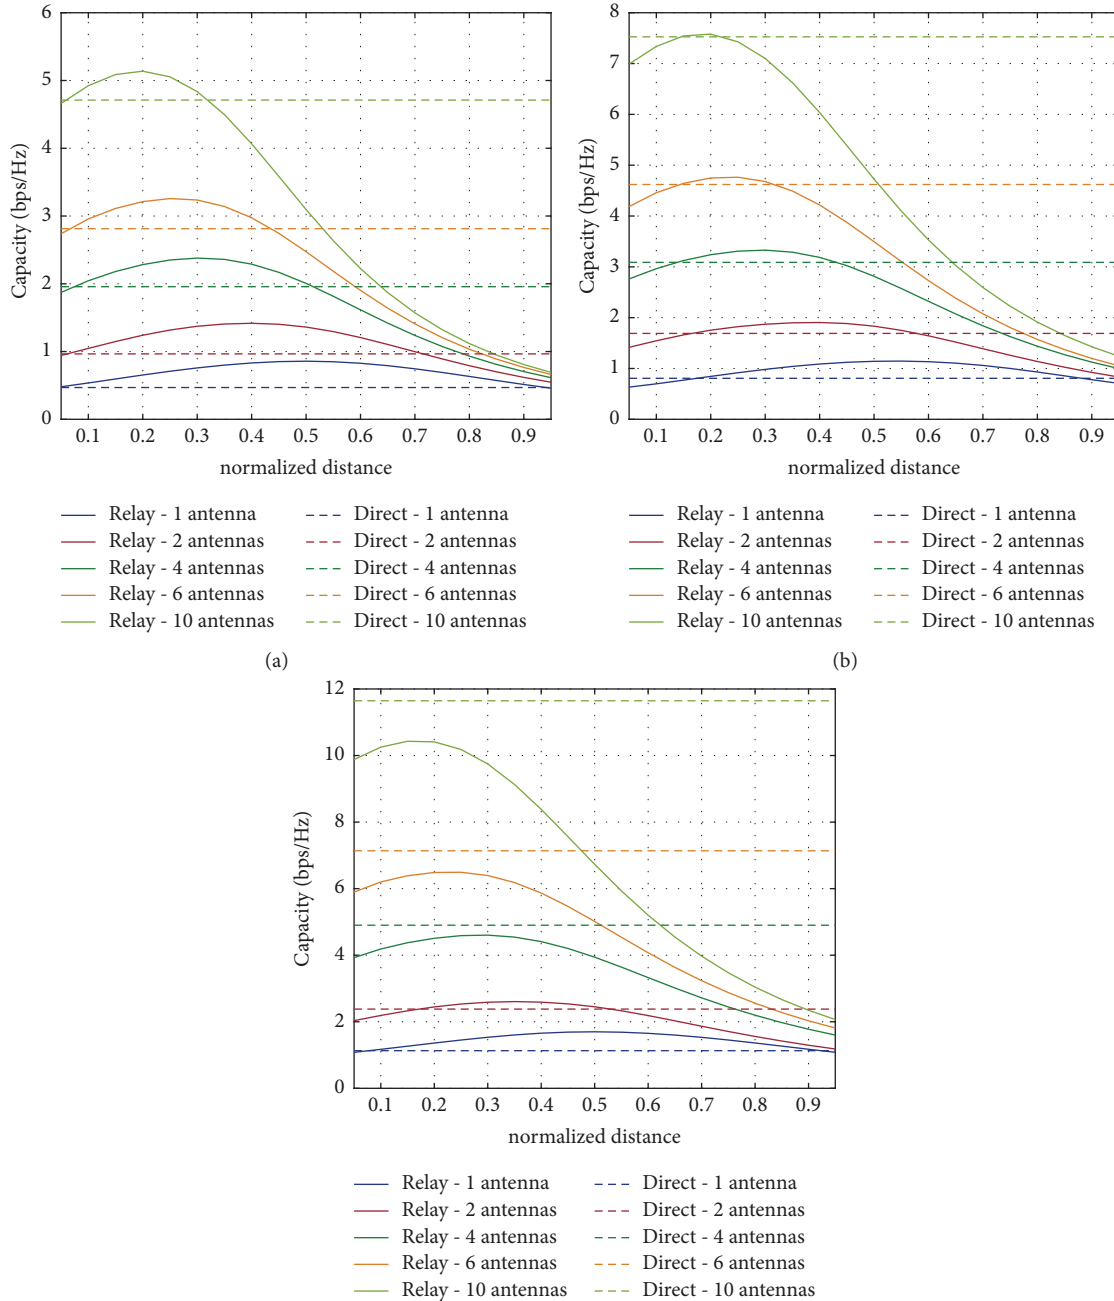 6
5
4
3
2
1
0
Capacity (bps/Hz)
0.1 0.2 0.3 0.4 0.5 0.6 0.7 0.8 0.9
normalized distance
Relay - 1 antenna
Relay - 2 antennas
Relay - 4 antennas
Relay - 6 antennas
Relay - 10 antennas
Direct - 1 antenna
Direct - 2 antennas
Direct - 4 antennas
Direct - 6 antennas
Direct - 10 antennas
(a)
8
7
6
5
4
3
2
1
0
Capacity (bps/Hz)
0.1 0.2 0.3 0.4 0.5 0.6 0.7 0.8 0.9
normalized distance
Relay - 1 antenna
Relay - 2 antennas
Relay - 4 antennas
Relay - 6 antennas
Relay - 10 antennas
Direct - 1 antenna
Direct - 2 antennas
Direct - 4 antennas
Direct - 6 antennas
Direct - 10 antennas
(b)
12
10
8
6
4
2
0
Capacity (bps/Hz)
0.1 0.2 0.3 0.4 0.5 0.6 0.7 0.8 0.9
normalized distance
Relay - 1 antenna
Relay - 2 antennas
Relay - 4 antennas
Relay - 6 antennas
Relay - 10 antennas
Direct - 1 antenna
Direct - 2 antennas
Direct - 4 antennas
Direct - 6 antennas
Direct - 10 antennas